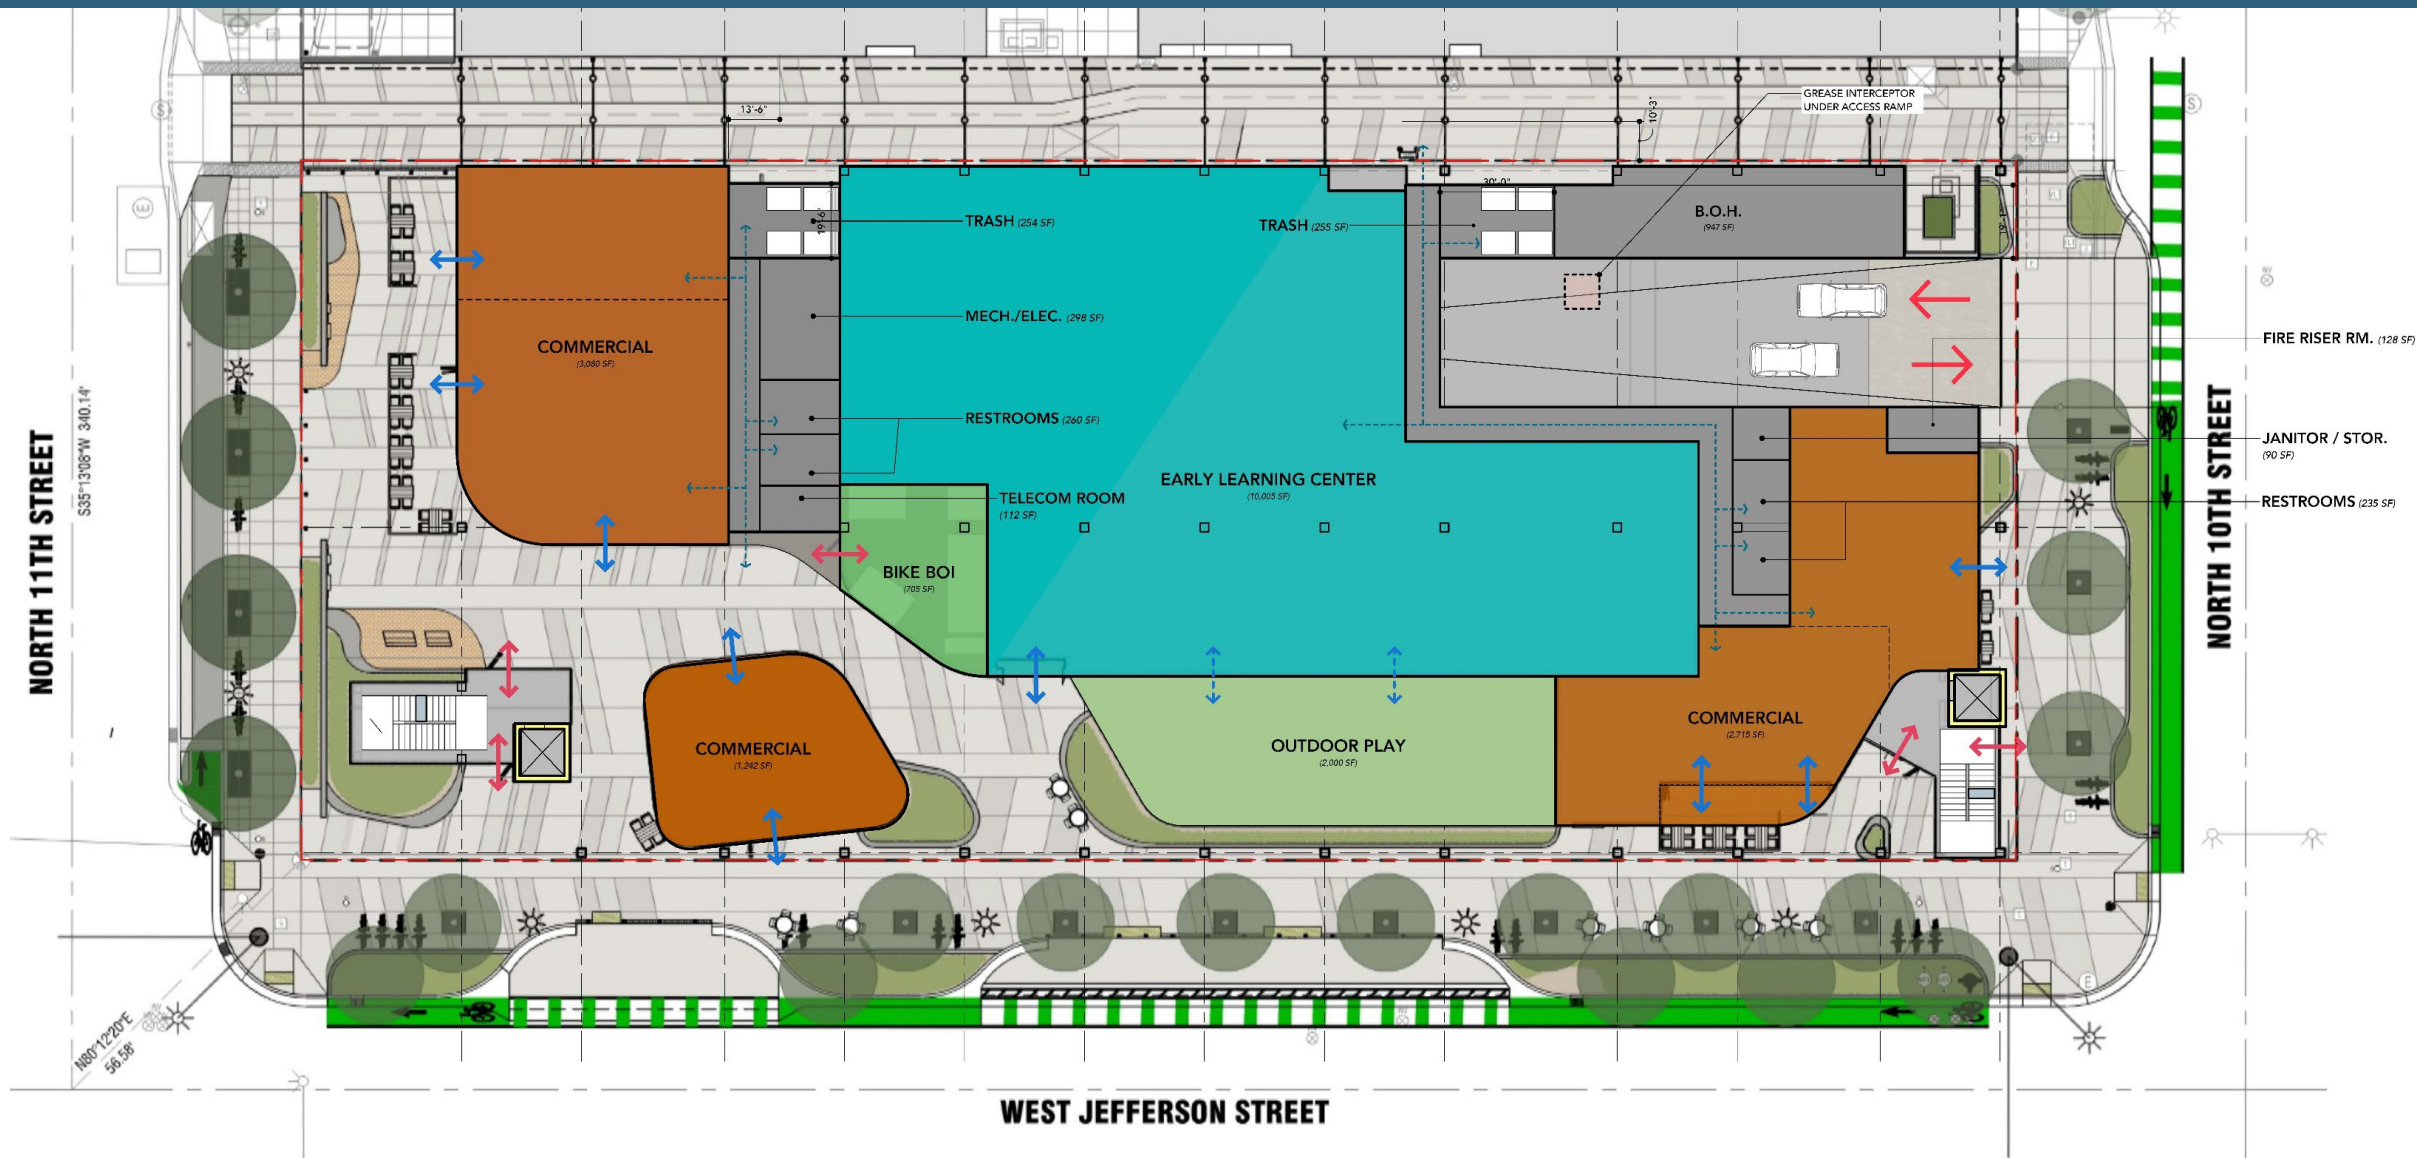 13'-6"
10'-3"
GREASE INTERCEPTOR
UNDER ACCESS RAMP
30'-0"
19'-6"
TRASH (254 SF)
TRASH (255 SF)
B.O.H.
(947 SF)
MECH./ELEC. (298 SF)
COMMERCIAL
(3,080 SF)
FIRE RISER RM. (128 SF)
RESTROOMS (260 SF)
JANITOR / STOR.
(90 SF)
EARLY LEARNING CENTER
(10,005 SF)
TELECOM ROOM
(112 SF)
RESTROOMS (235 SF)
BIKE BOI
(705 SF)
NORTH 11TH STREET
S35°13'08"W 340.14'
NORTH 10TH STREET
COMMERCIAL
(1,242 SF)
OUTDOOR PLAY
(2,000 SF)
COMMERCIAL
(2,715 SF)
N80°12'20"E
56.58'
WEST JEFFERSON STREET